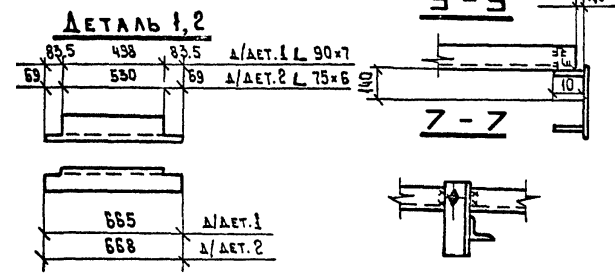 ДЕТАЛЬ 1,2
83.5 498 83.5 Д/ДЕТ.1 L 90×7
69 530 69 Д/ДЕТ.2 L 75×6
665 Д/ДЕТ.1
668 Д/ДЕТ.2
140
10
7 - 7